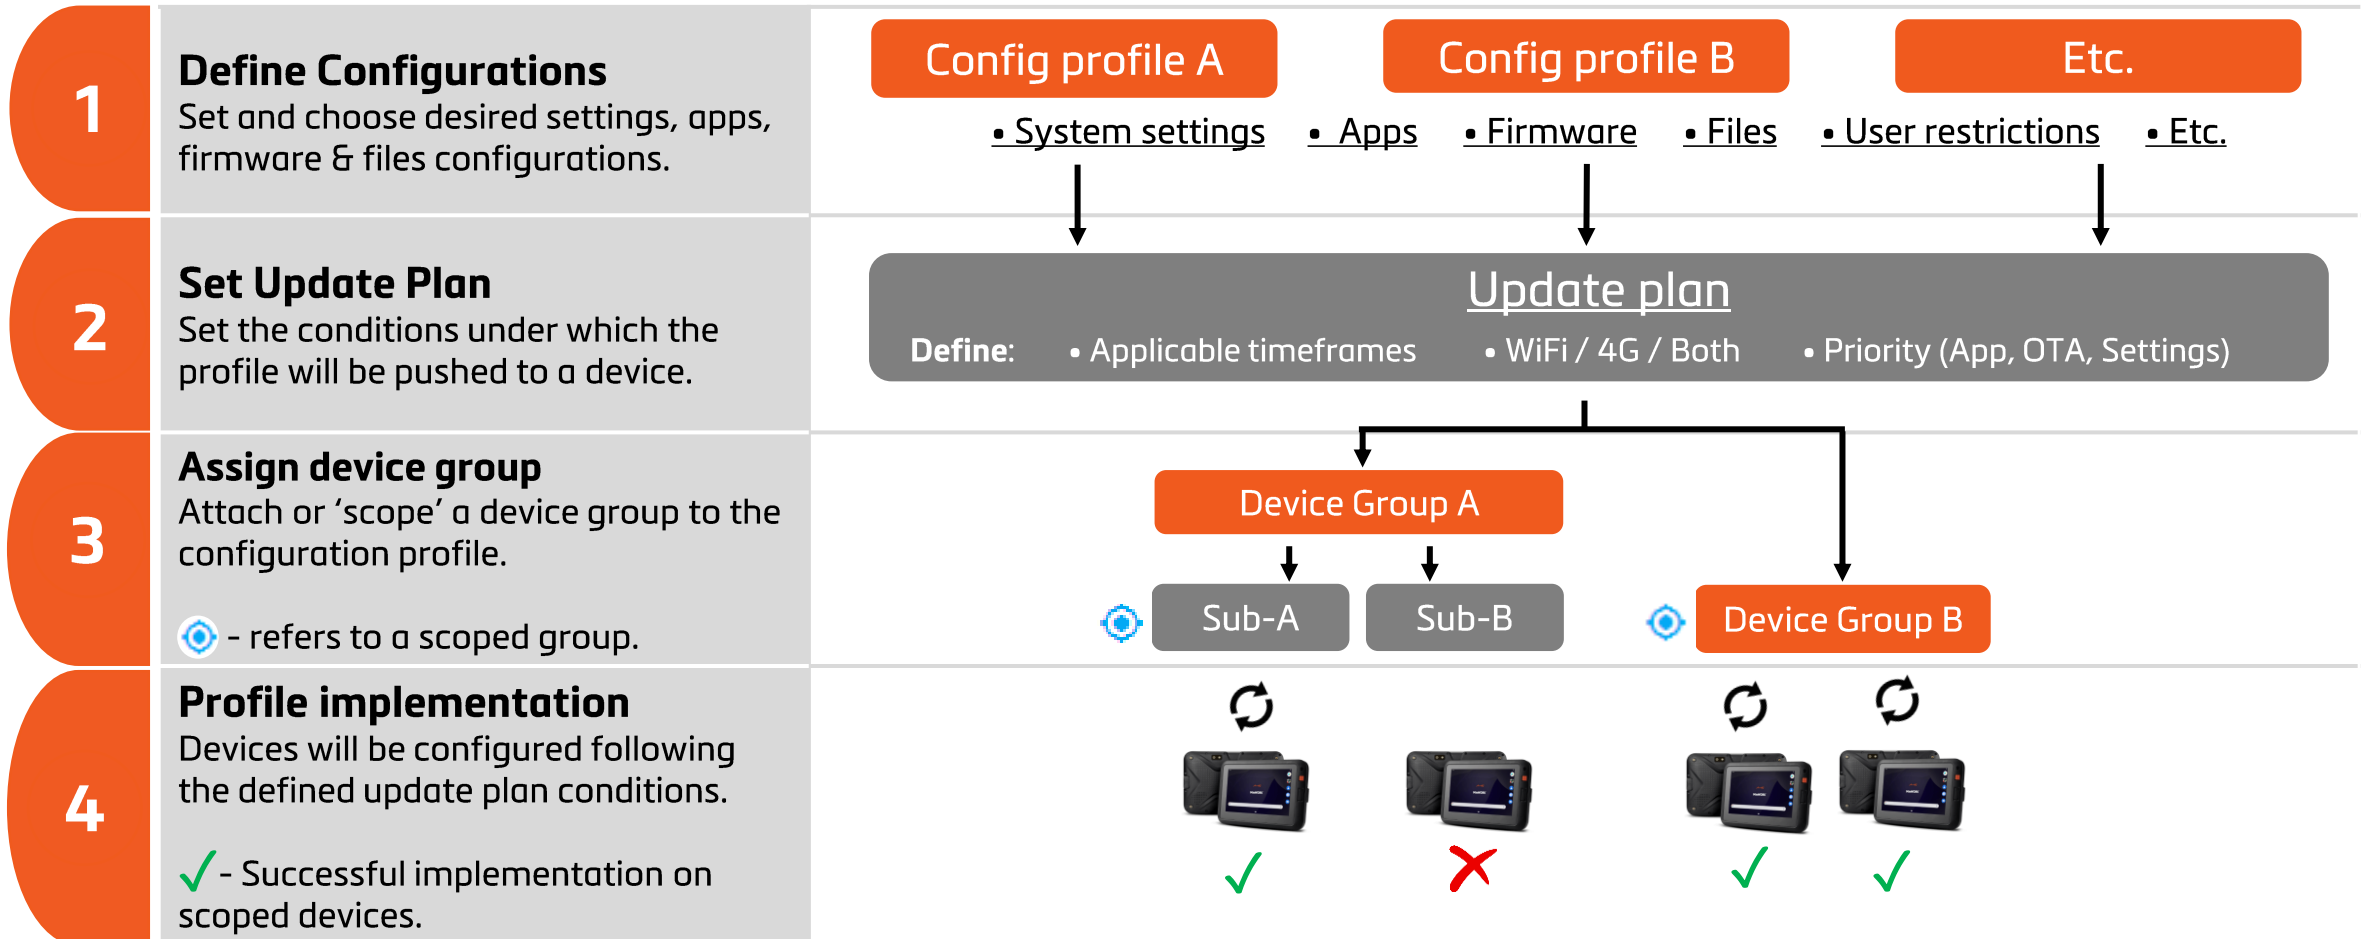 1
Define Configurations
Set and choose desired settings, apps,
firmware & files configurations.
Config profile A
Config profile B
Etc.
• System settings • Apps • Firmware • Files • User restrictions • Etc.
2
Set Update Plan
Set the conditions under which the
profile will be pushed to a device.
Update plan
Define: • Applicable timeframes • WiFi / 4G / Both • Priority (App, OTA, Settings)
3
Assign device group
Attach or ‘scope’ a device group to the
configuration profile.
- refers to a scoped group.
Device Group A
Sub-A
Sub-B
Device Group B
4
Profile implementation
Devices will be configured following
the defined update plan conditions.
- Successful implementation on
scoped devices.